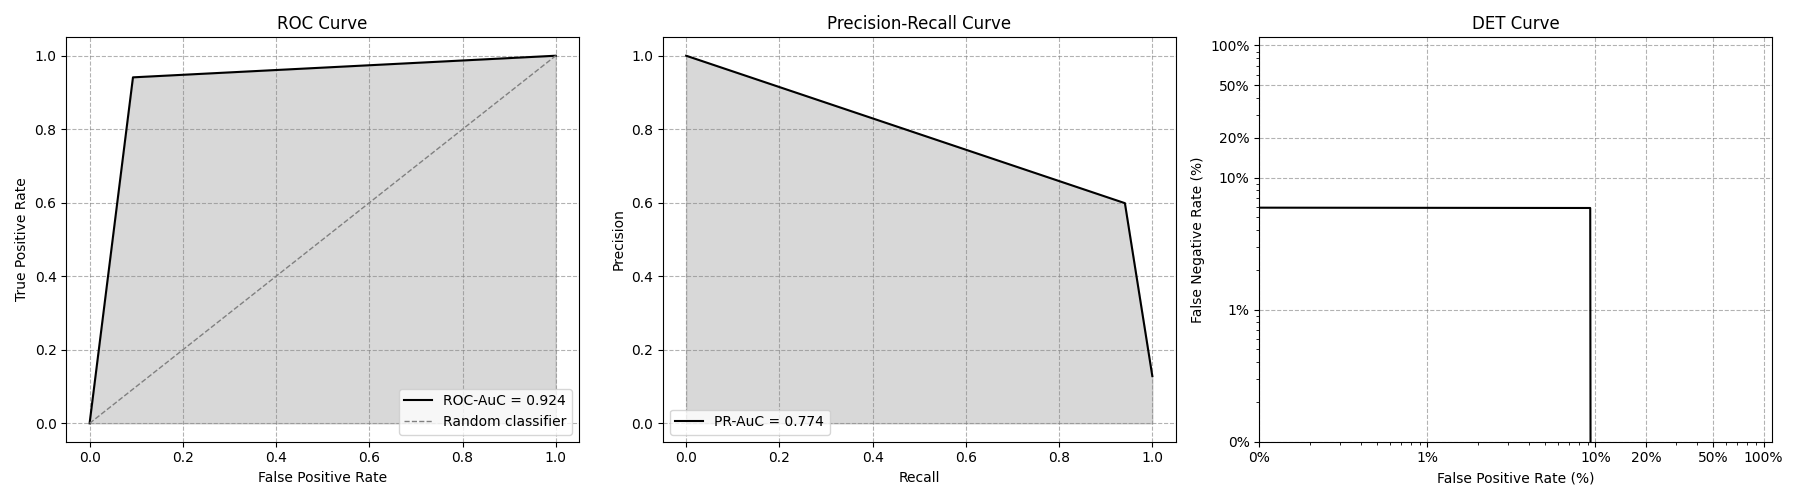 ROC Curve
True Positive Rate
1.0
0.8
0.6
0.4
0.2
0.0
ROC-AuC = 0.924
Random classifier
0.0 0.2 0.4 0.6 0.8 1.0
False Positive Rate
Precision-Recall Curve
Precision
1.0
0.8
0.6
0.4
0.2
0.0
PR-AuC = 0.774
0.0 0.2 0.4 0.6 0.8 1.0
Recall
DET Curve
False Negative Rate (%)
100%
50%
20%
10%
1%
0%
0% 1% 10% 20% 50% 100%
False Positive Rate (%)